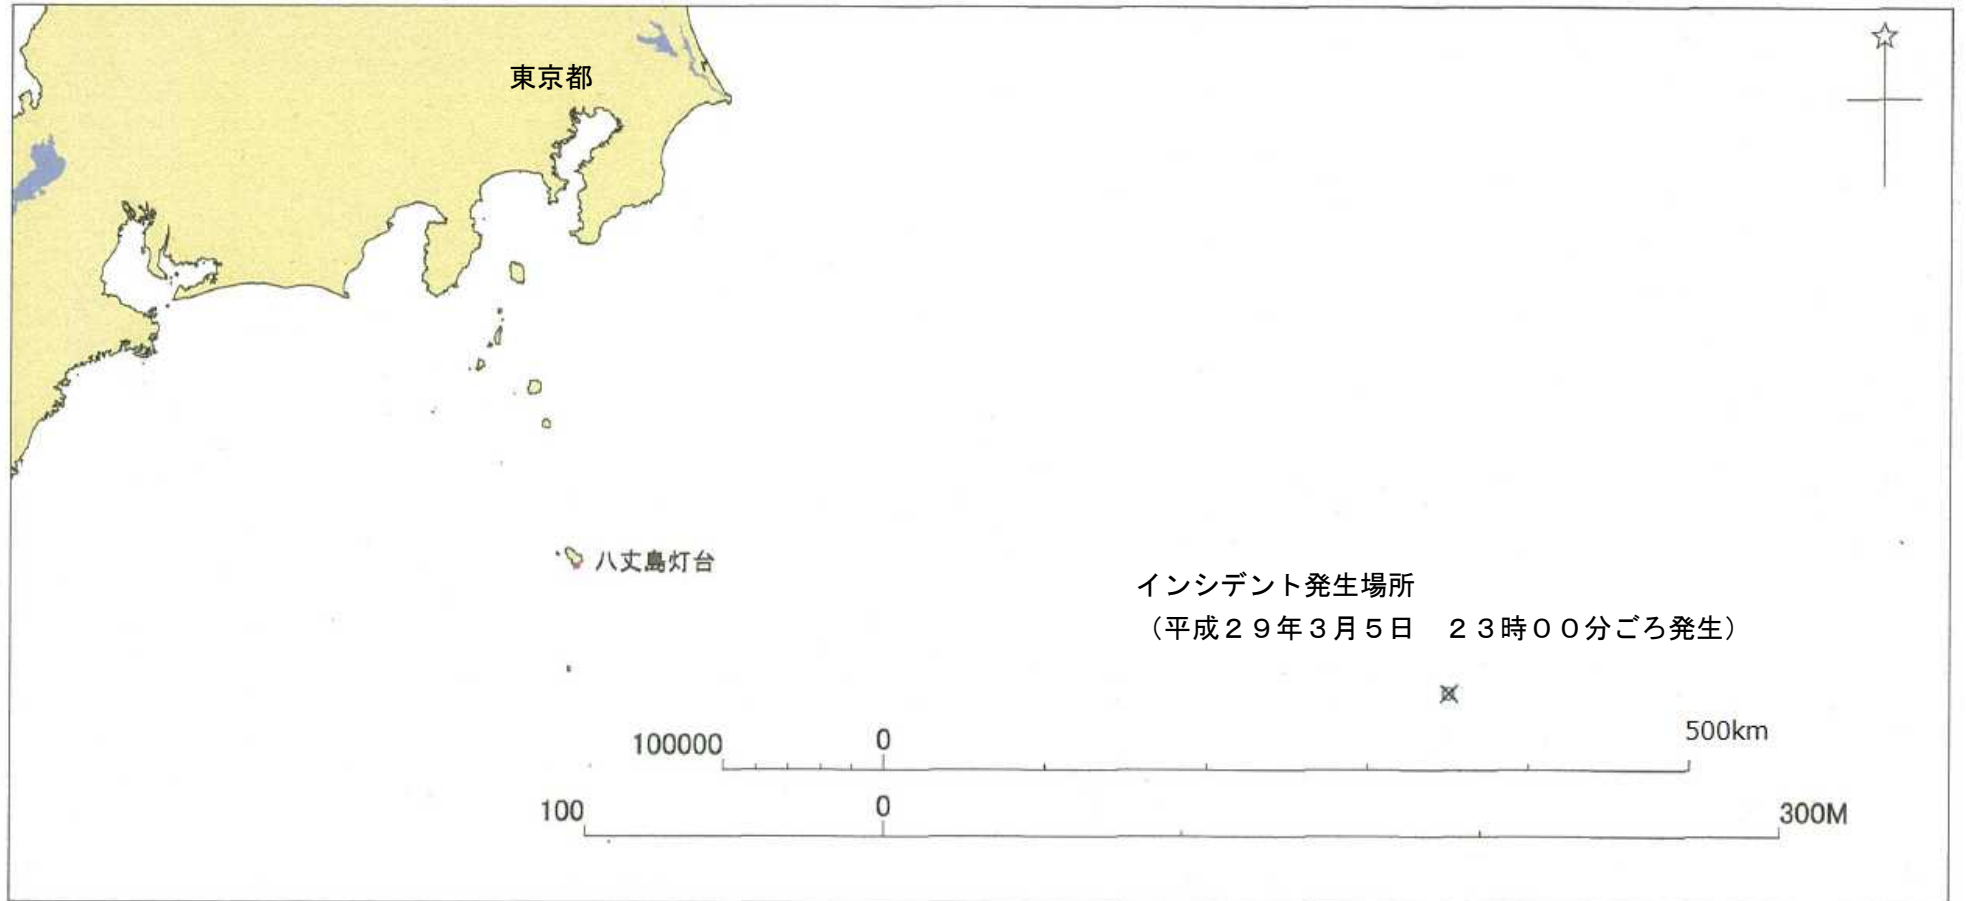 東京都
八丈島灯台
インシデント発生場所
（平成２９年３月５日　２３時００分ごろ発生）
100000 0 500km
100 0 300M